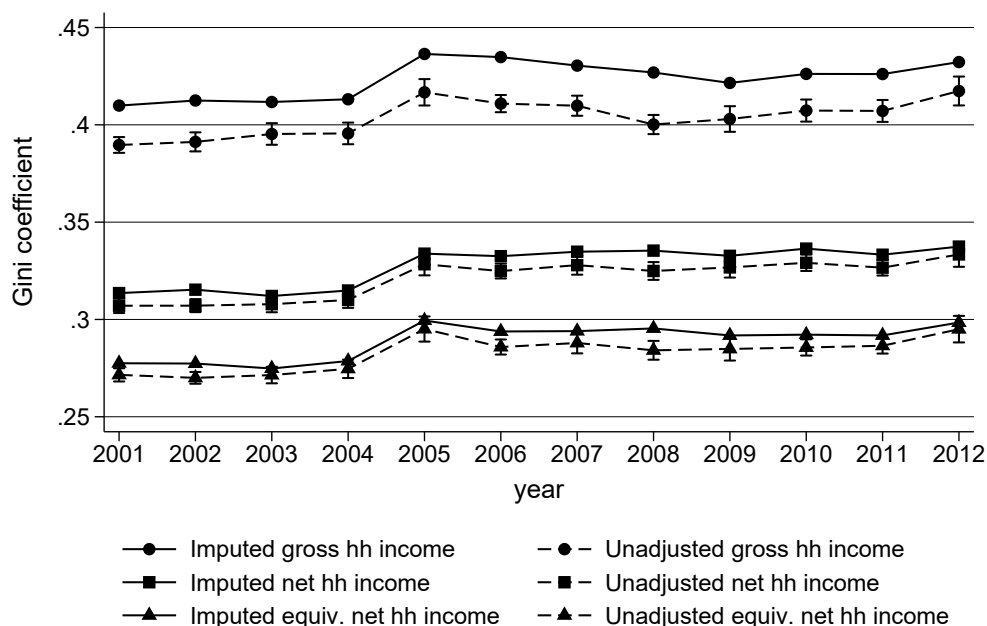 .45
.4
.35
.3
.25
Gini coefficient
2001 2002 2003 2004 2005 2006 2007 2008 2009 2010 2011 2012
year
Imputed gross hh income Unadjusted gross hh income
Imputed net hh income Unadjusted net hh income
Imputed equiv. net hh income Unadjusted equiv. net hh income